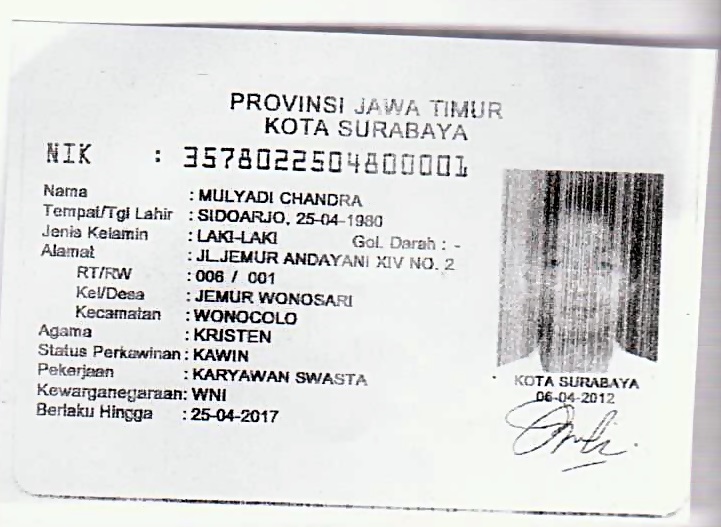 PROVINSI JAWA TIMUR
KOTA SURABAYA
NIK : 3578022504800001
Nama : MULYADI CHANDRA
Tempat/Tgl Lahir : SIDOARJO, 25-04-1980
Jenis Kelamin : LAKI-LAKI Gol. Darah : -
Alamat : JL.JEMUR ANDAYANI XIV NO. 2
RT/RW : 006 / 001
Kel/Desa : JEMUR WONOSARI
Kecamatan : WONOCOLO
Agama : KRISTEN
Status Perkawinan : KAWIN
Pekerjaan : KARYAWAN SWASTA
Kewarganegaraan : WNI
Berlaku Hingga : 25-04-2017
KOTA SURABAYA
06-04-2012